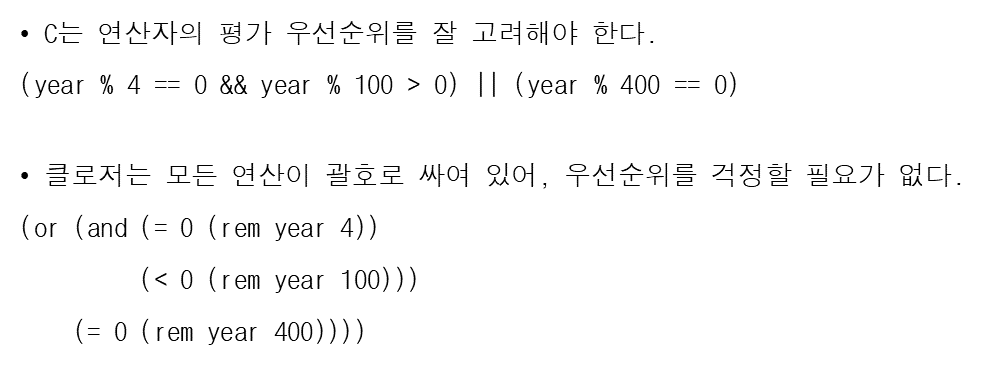 • C는 연산자의 평가 우선순위를 잘 고려해야 한다.
(year % 4 == 0 && year % 100 > 0) || (year % 400 == 0)
• 클로저는 모든 연산이 괄호로 싸여 있어, 우선순위를 걱정할 필요가 없다.
(or (and (= 0 (rem year 4))
(< 0 (rem year 100)))
(= 0 (rem year 400))))